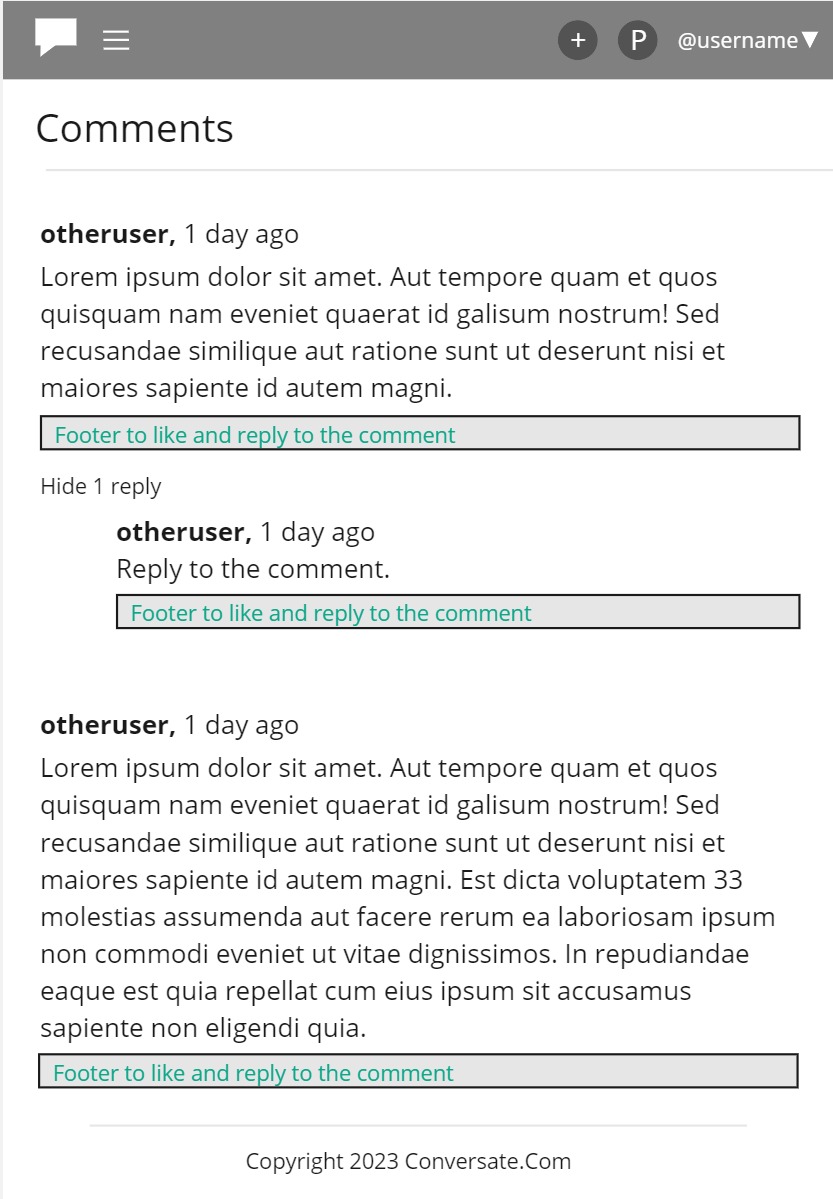 + P @username
Comments
otheruser, 1 day ago
Lorem ipsum dolor sit amet. Aut tempore quam et quos
quisquam nam eveniet quaerat id galisum nostrum! Sed
recusandae similique aut ratione sunt ut deserunt nisi et
maiores sapiente id autem magni.
Footer to like and reply to the comment
Hide 1 reply
otheruser, 1 day ago
Reply to the comment.
Footer to like and reply to the comment
otheruser, 1 day ago
Lorem ipsum dolor sit amet. Aut tempore quam et quos
quisquam nam eveniet quaerat id galisum nostrum! Sed
recusandae similique aut ratione sunt ut deserunt nisi et
maiores sapiente id autem magni. Est dicta voluptatem 33
molestias assumenda aut facere rerum ea laboriosam ipsum
non commodi eveniet ut vitae dignissimos. In repudiandae
eaque est quia repellat cum eius ipsum sit accusamus
sapiente non eligendi quia.
Footer to like and reply to the comment
Copyright 2023 Conversate.Com